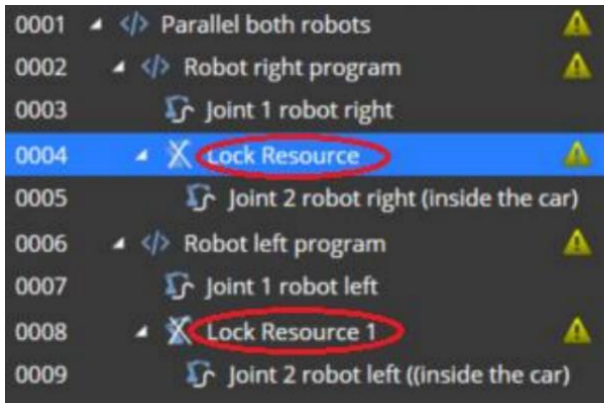 0001 Parallel both robots
0002 Robot right program
0003 Joint 1 robot right
0004 Lock Resource
0005 Joint 2 robot right (inside the car)
0006 Robot left program
0007 Joint 1 robot left
0008 Lock Resource 1
0009 Joint 2 robot left ((inside the car)